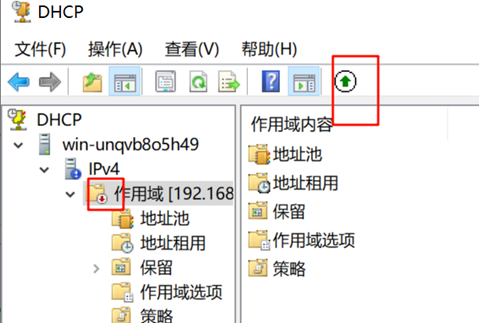 DHCP
文件(F) 操作(A) 查看(V) 帮助(H)
DHCP
win-unqvb8o5h49
IPv4
作用域 [192.168
地址池
地址租用
保留
作用域选项
策略
作用域内容
地址池
地址租用
保留
作用域选项
策略